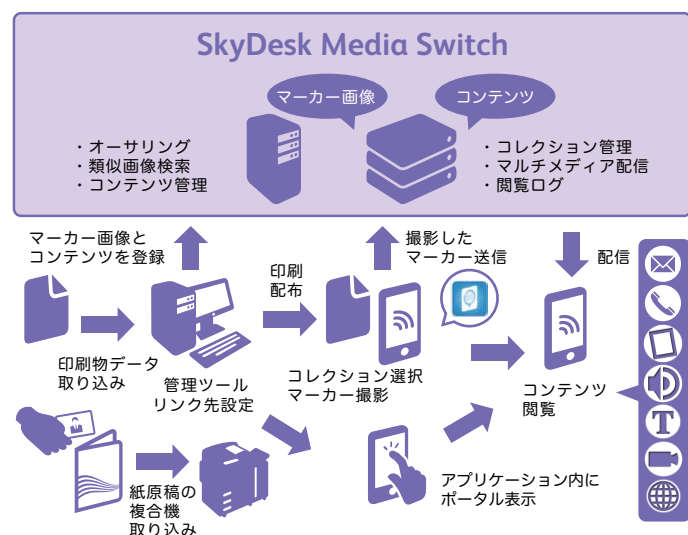 SkyDesk Media Switch
マーカー画像
コンテンツ
・オーサリング
・類似画像検索
・コンテンツ管理
・コレクション管理
・マルチメディア配信
・閲覧ログ
マーカー画像と
コンテンツを登録
印刷
配布
撮影した
マーカー送信
配信
印刷物データ
取り込み
管理ツール
リンク先設定
コレクション選択
マーカー撮影
コンテンツ
閲覧
T
紙原稿の
複合機
取り込み
アプリケーション内に
ポータル表示